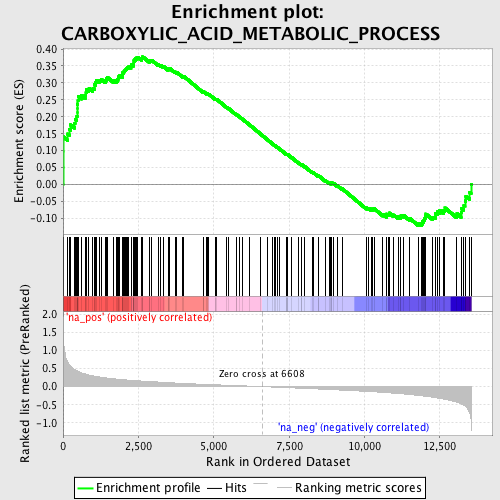 Enrichment plot:
CARBOXYLIC_ACID_METABOLIC_PROCESS
Enrichment score (ES)
0.40
0.35
0.30
0.25
0.20
0.15
0.10
0.05
0.00
-0.05
-0.10
'na_pos' (positively correlated)
Ranked list metric (PreRanked)
2.0
1.5
1.0
0.5
0.0
-0.5
-1.0
Zero cross at 6608
'na_neg' (negatively correlated)
0
2,500
5,000
7,500
10,000
12,500
Rank in Ordered Dataset
Enrichment profile
Hits
Ranking metric scores